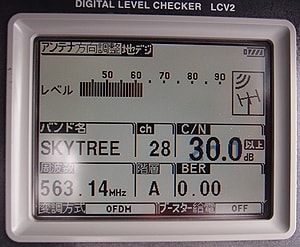 DIGITAL LEVEL CHECKER LCV2
アンテナ方向調整 地デジ
50 60 70 80 90
レベル
バンド名 ch C/N
SKYTREE 28 30.0 以上 dB
周波数 階層 BER
563.14MHz A 0.00
変調方式 OFDM ブースター給電 OFF